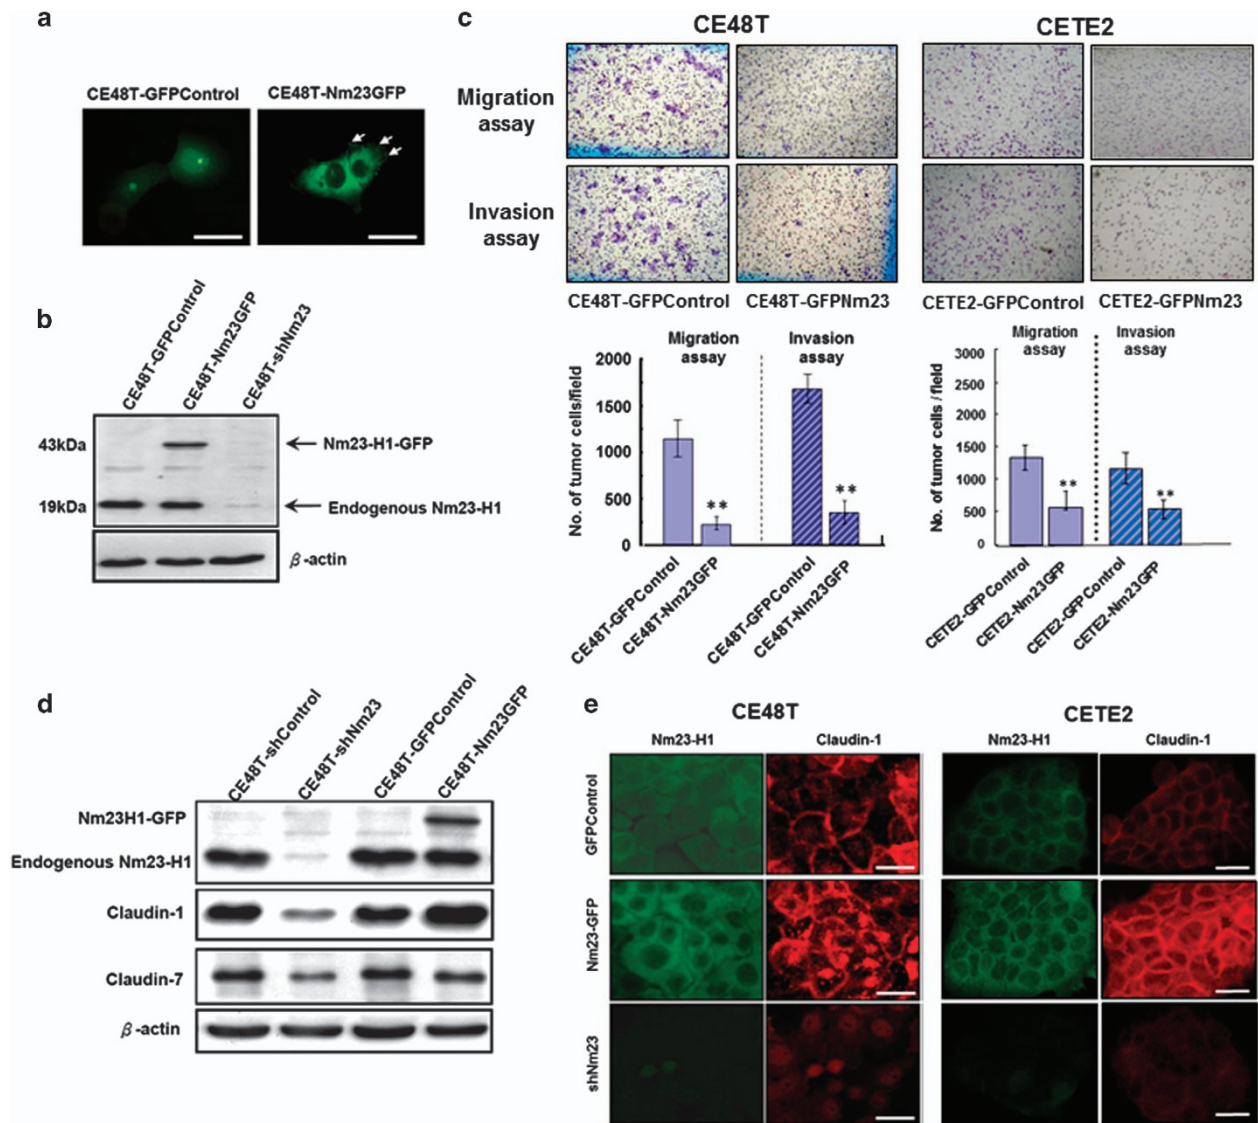 a
CE48T-GFPControl
CE48T-Nm23GFP
b
CE48T-GFPControl
CE48T-Nm23GFP
CE48T-shNm23
43kDa
Nm23-H1-GFP
19kDa
Endogenous Nm23-H1
β-actin
c
CE48T
CETE2
Migration
assay
Invasion
assay
CE48T-GFPControl
CE48T-GFPNm23
CETE2-GFPControl
CETE2-GFPNm23
No. of tumor cells/field
2000
1500
1000
500
0
Migration
assay
Invasion
assay
**
**
CE48T-GFPControl
CE48T-Nm23GFP
CE48T-GFPControl
CE48T-Nm23GFP
No. of tumor cells / field
3000
2500
2000
1500
1000
500
0
Migration
assay
Invasion
assay
**
**
CETE2-GFPControl
CETE2-Nm23GFP
CETE2-GFPControl
CETE2-Nm23GFP
d
CE48T-shControl
CE48T-shNm23
CE48T-GFPControl
CE48T-Nm23GFP
Nm23H1-GFP
Endogenous Nm23-H1
Claudin-1
Claudin-7
β-actin
e
CE48T
CETE2
Nm23-H1
Claudin-1
Nm23-H1
Claudin-1
GFPControl
Nm23-GFP
shNm23